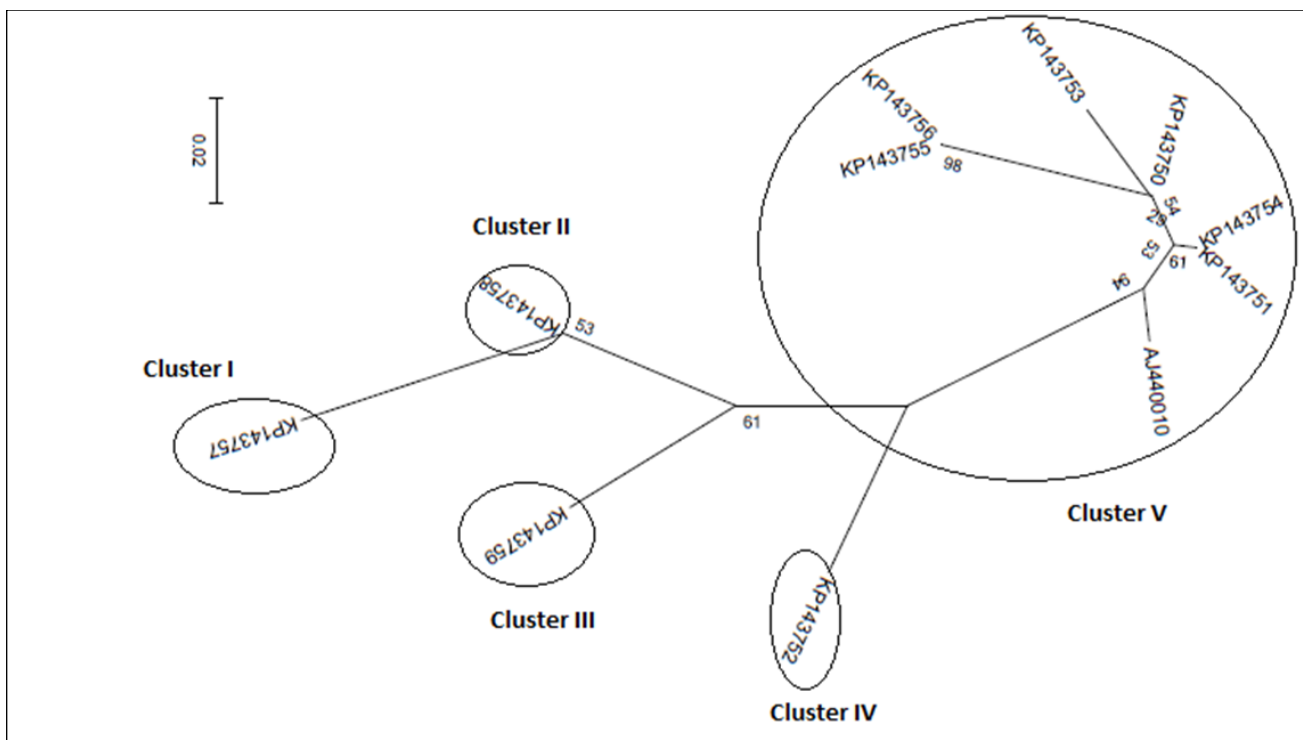 KP143753
KP143756
KP143755
98
KP143750
0.02
54
29
KP143754
53
61
KP143751
Cluster II
KP143758
94
53
AJ440010
Cluster I
KP143757
61
Cluster V
KP143759
Cluster III
KP143752
Cluster IV